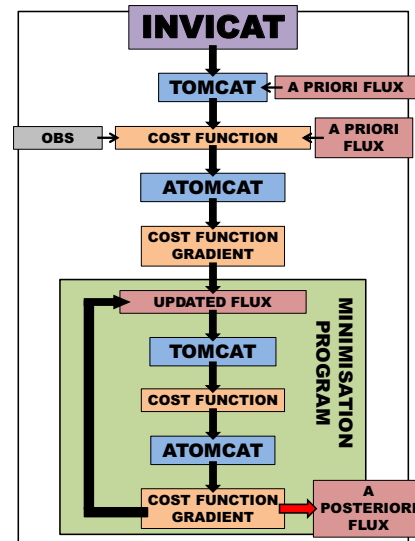 INVICAT
TOMCAT
A PRIORI FLUX
OBS
COST FUNCTION
A PRIORI
FLUX
ATOMCAT
COST FUNCTION
GRADIENT
UPDATED FLUX
MINIMISATION
PROGRAM
TOMCAT
COST FUNCTION
ATOMCAT
COST FUNCTION
GRADIENT
A
POSTERIORI
FLUX